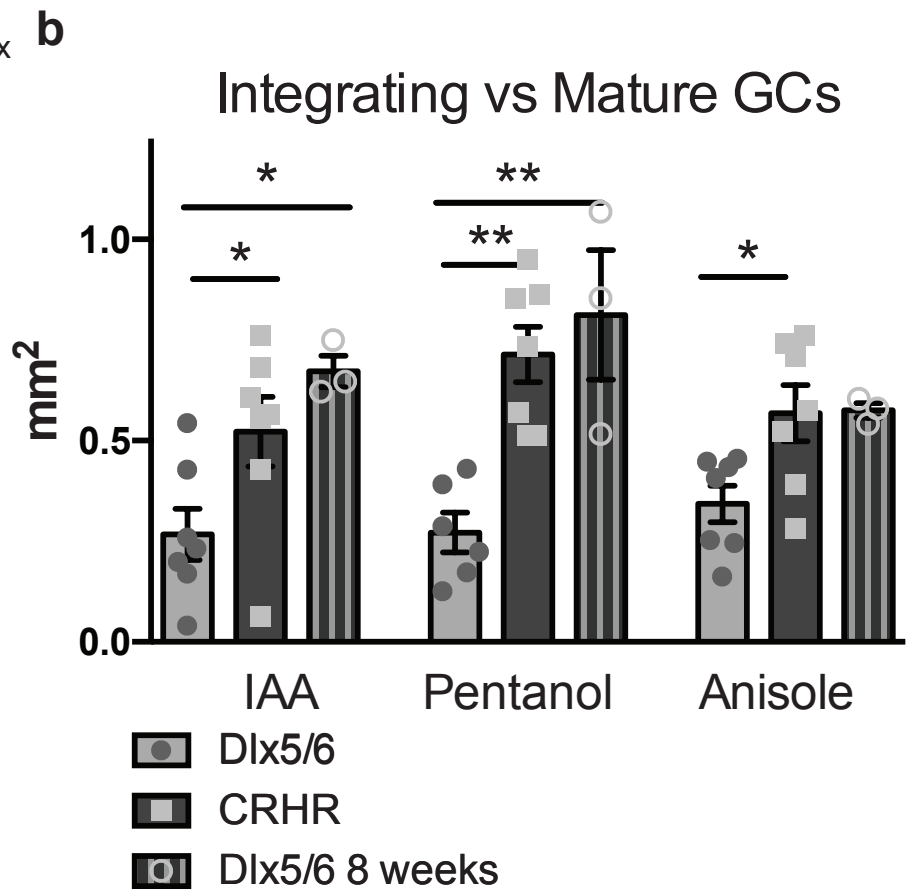 x b
Integrating vs Mature GCs
* **
* ** *
1.0
0.5
0.0
mm²
IAA Pentanol Anisole
Dlx5/6
CRHR
Dlx5/6 8 weeks